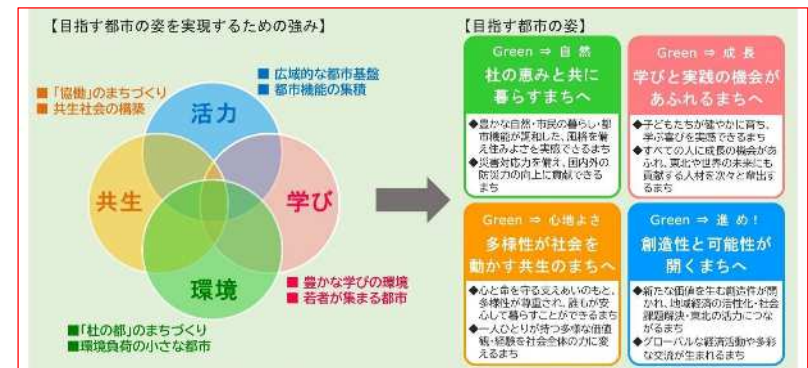 【目指す都市の姿を実現するための強み】
■「協働」のまちづくり
■ 共生社会の構築
■ 広域的な都市基盤
■ 都市機能の集積
活力
共生
学び
環境
■ 豊かな学びの環境
■ 若者が集まる都市
■「杜の都」のまちづくり
■環境負荷の小さな都市
【目指す都市の姿】
Green ⇒ 自 然
杜の恵みと共に
暮らすまちへ
◆豊かな自然・市民の暮らし・都
市機能が調和した、風格を備
え住みよさを実感できるまち
◆災害対応力を備え、国内外の
防災力の向上に貢献できる
まち
Green ⇒ 成 長
学びと実践の機会が
あふれるまちへ
◆子どもたちが健やかに育ち、
学ぶ喜びを実感できるまち
◆すべての人に成長の機会があ
ふれ、東北や世界の未来にも
貢献する人材を次々と輩出す
るまち
Green ⇒ 心地よさ
多様性が社会を
動かす共生のまちへ
◆心と命を守る支えあいのもと、
多様性が尊重され、誰もが安
心して暮らすことができるまち
◆一人ひとりが持つ多様な価値
観・経験を社会全体の力に変
えるまち
Green ⇒ 進 め！
創造性と可能性が
開くまちへ
◆新たな価値を生む創造性が開
かれ、地域経済の活性化・社会
課題解決・東北の活力につな
がるまち
◆グローバルな経済活動や多彩
な交流が生まれるまち